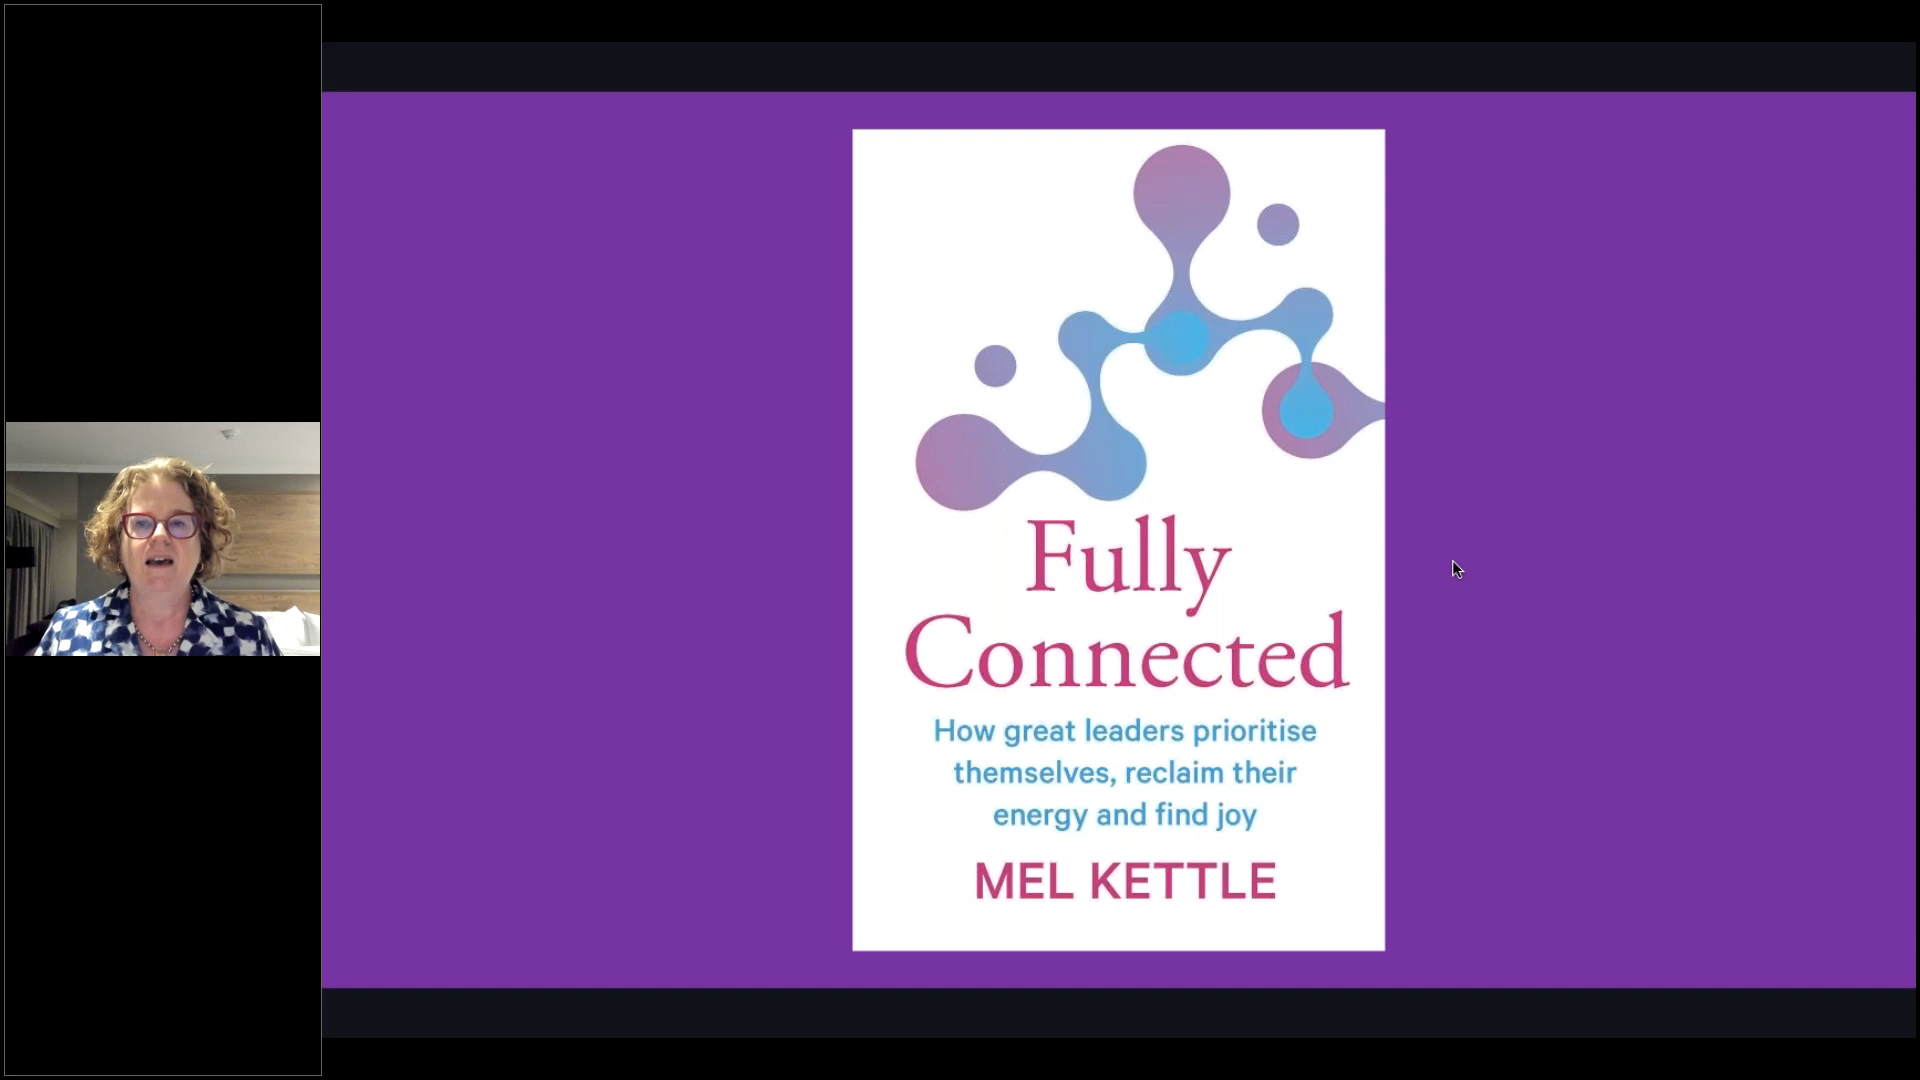 Fully
Connected
How great leaders prioritise
themselves, reclaim their
energy and find joy
MEL KETTLE